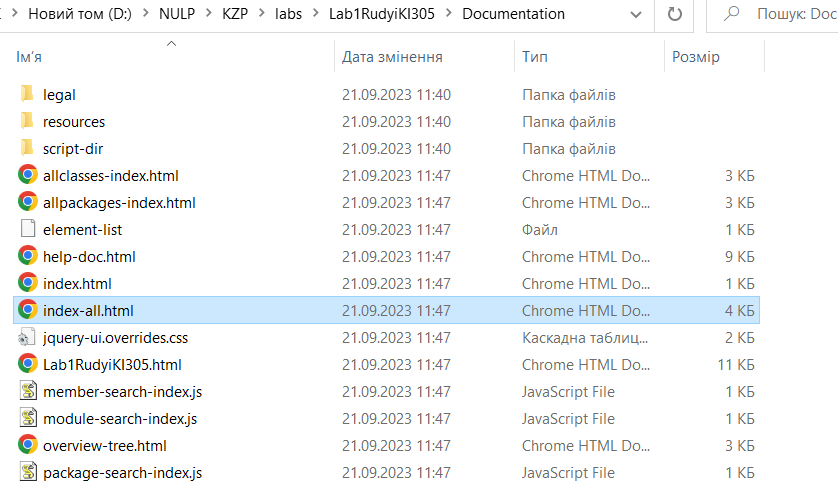 Новий том (D:) > NULP > KZP > labs > Lab1RudyiKI305 > Documentation Пошук: Doc
Ім’я Дата змінення Тип Розмір
legal 21.09.2023 11:40 Папка файлів
resources 21.09.2023 11:40 Папка файлів
script-dir 21.09.2023 11:40 Папка файлів
allclasses-index.html 21.09.2023 11:47 Chrome HTML Do... 3 КБ
allpackages-index.html 21.09.2023 11:47 Chrome HTML Do... 3 КБ
element-list 21.09.2023 11:47 Файл 1 КБ
help-doc.html 21.09.2023 11:47 Chrome HTML Do... 9 КБ
index.html 21.09.2023 11:47 Chrome HTML Do... 1 КБ
index-all.html 21.09.2023 11:47 Chrome HTML Do... 4 КБ
jquery-ui.overrides.css 21.09.2023 11:47 Каскадна таблиц... 2 КБ
Lab1RudyiKI305.html 21.09.2023 11:47 Chrome HTML Do... 11 КБ
member-search-index.js 21.09.2023 11:47 JavaScript File 1 КБ
module-search-index.js 21.09.2023 11:47 JavaScript File 1 КБ
overview-tree.html 21.09.2023 11:47 Chrome HTML Do... 3 КБ
package-search-index.js 21.09.2023 11:47 JavaScript File 1 КБ